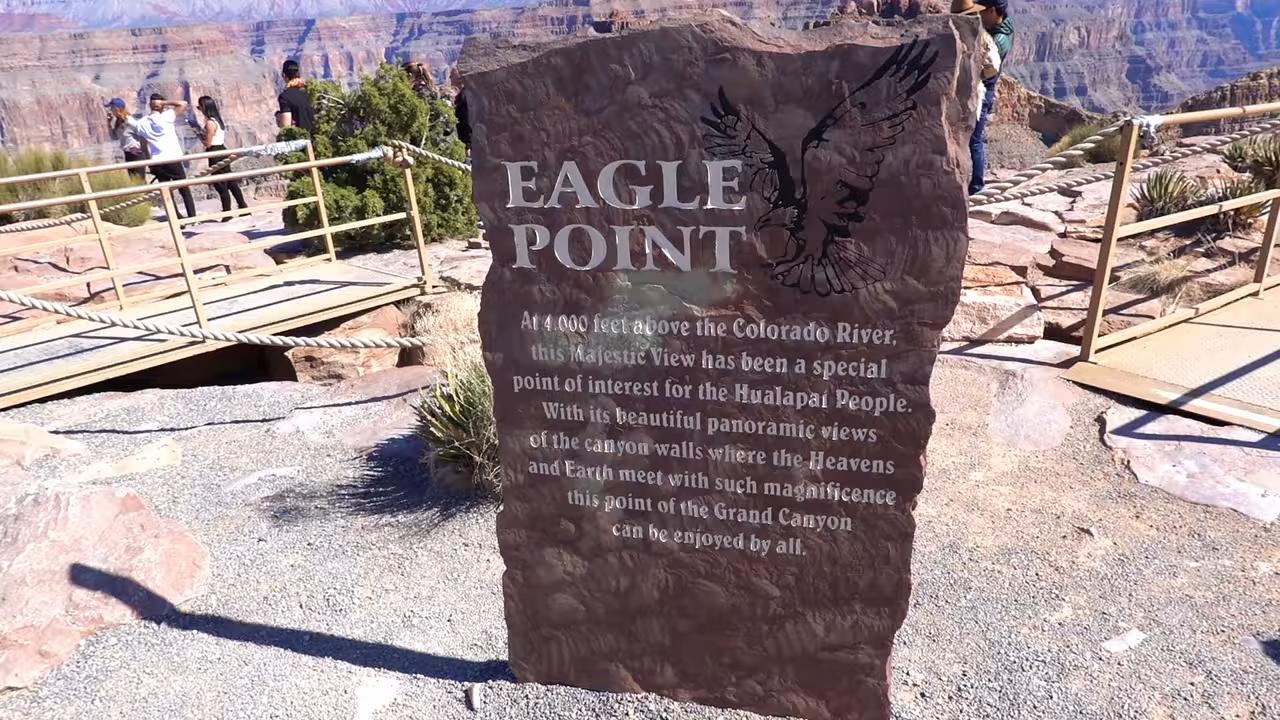 EAGLE
POINT
At 4,000 feet above the Colorado River,
this Majestic View has been a special
point of interest for the Hualapai People.
With its beautiful panoramic views
of the canyon walls where the Heavens
and Earth meet with such magnificence
this point of the Grand Canyon
can be enjoyed by all.